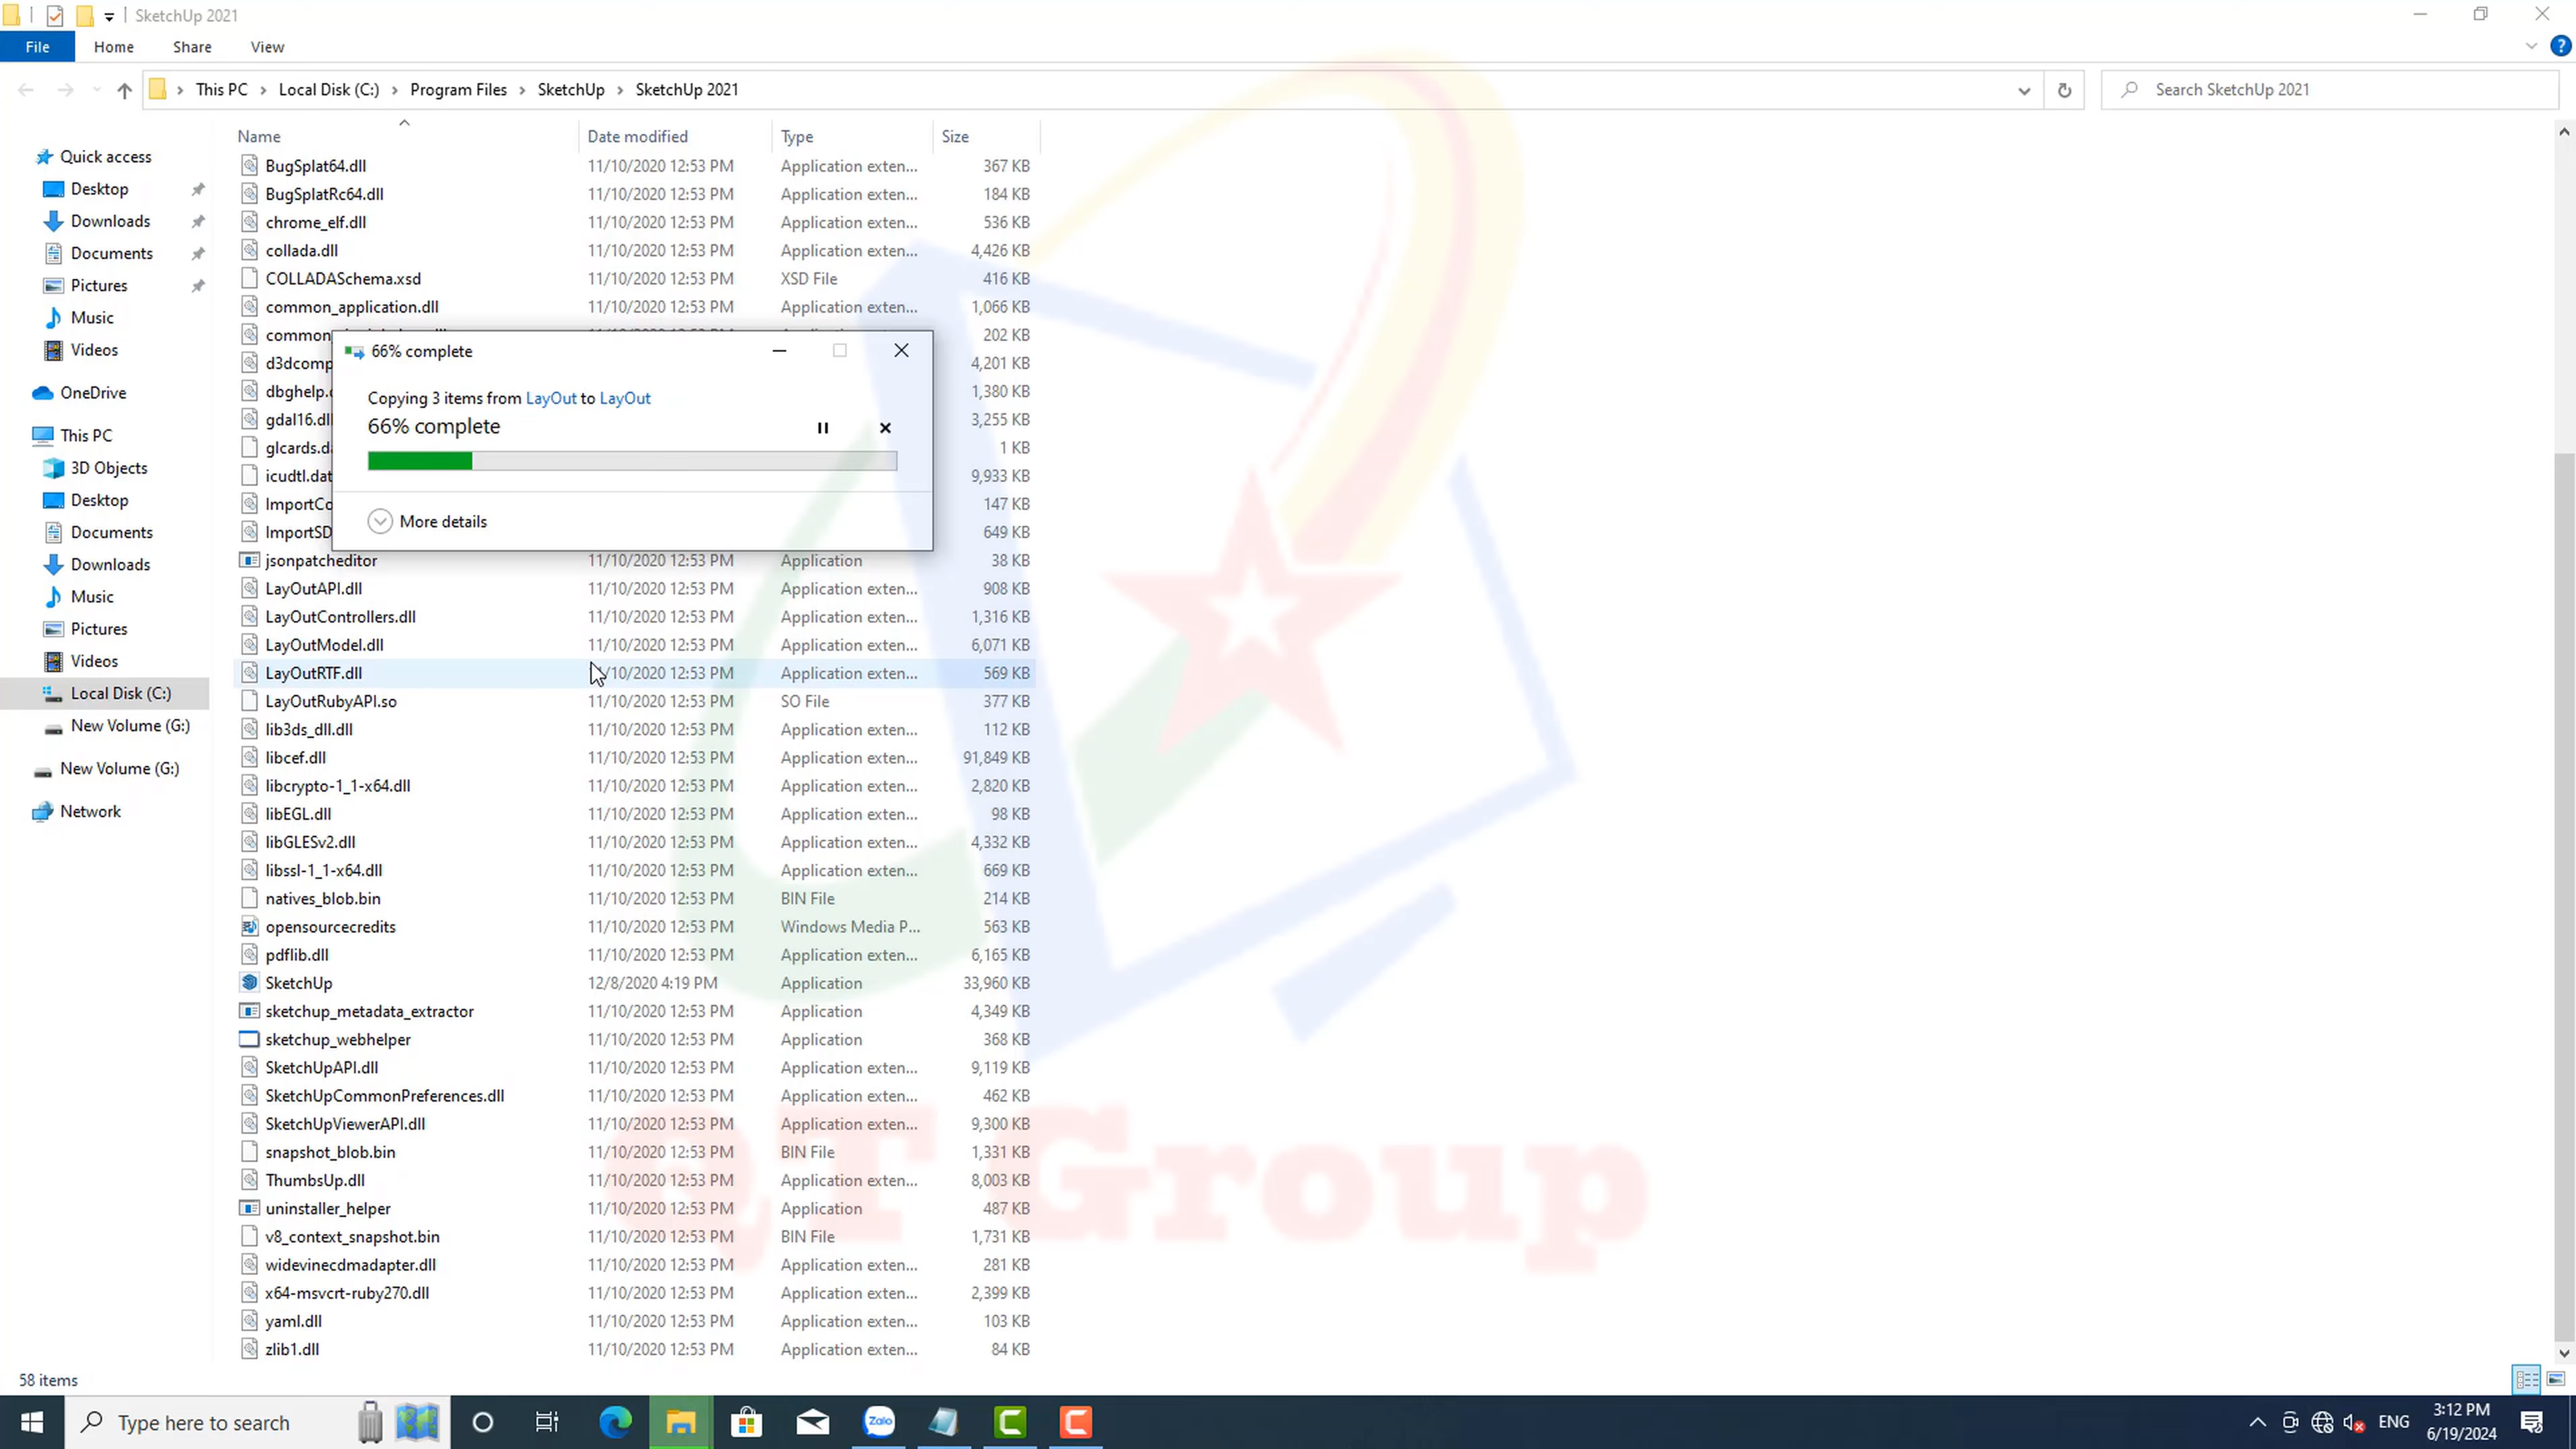 SketchUp 2021
File Home Share View
This PC Local Disk (C:) Program Files SketchUp SketchUp 2021 Search SketchUp 2021
Name Date modified Type Size
Quick access
Desktop
Downloads
Documents
Pictures
Music
Videos
OneDrive
This PC
3D Objects
Desktop
Documents
Downloads
Music
Pictures
Videos
Local Disk (C:)
New Volume (G:)
New Volume (G:)
Network
BugSplat64.dll 11/10/2020 12:53 PM Application exten... 367 KB
BugSplatRc64.dll 11/10/2020 12:53 PM Application exten... 184 KB
chrome_elf.dll 11/10/2020 12:53 PM Application exten... 536 KB
collada.dll 11/10/2020 12:53 PM Application exten... 4,426 KB
COLLADASchema.xsd 11/10/2020 12:53 PM XSD File 416 KB
common_application.dll 11/10/2020 12:53 PM Application exten... 1,066 KB
common 202 KB
d3dcomp 4,201 KB
dbghelp. 1,380 KB
gdal16.dll 3,255 KB
glcards.da 1 KB
icudtl.dat 9,933 KB
ImportCo 147 KB
ImportSD 649 KB
66% complete
Copying 3 items from LayOut to LayOut
66% complete
More details
jsonpatcheditor 11/10/2020 12:53 PM Application 38 KB
LayOutAPI.dll 11/10/2020 12:53 PM Application exten... 908 KB
LayOutControllers.dll 11/10/2020 12:53 PM Application exten... 1,316 KB
LayOutModel.dll 11/10/2020 12:53 PM Application exten... 6,071 KB
LayOutRTF.dll 11/10/2020 12:53 PM Application exten... 569 KB
LayOutRubyAPI.so 11/10/2020 12:53 PM SO File 377 KB
lib3ds_dll.dll 11/10/2020 12:53 PM Application exten... 112 KB
libcef.dll 11/10/2020 12:53 PM Application exten... 91,849 KB
libcrypto-1_1-x64.dll 11/10/2020 12:53 PM Application exten... 2,820 KB
libEGL.dll 11/10/2020 12:53 PM Application exten... 98 KB
libGLESv2.dll 11/10/2020 12:53 PM Application exten... 4,332 KB
libssl-1_1-x64.dll 11/10/2020 12:53 PM Application exten... 669 KB
natives_blob.bin 11/10/2020 12:53 PM BIN File 214 KB
opensourcecredits 11/10/2020 12:53 PM Windows Media P... 563 KB
pdflib.dll 11/10/2020 12:53 PM Application exten... 6,165 KB
SketchUp 12/8/2020 4:19 PM Application 33,960 KB
sketchup_metadata_extractor 11/10/2020 12:53 PM Application 4,349 KB
sketchup_webhelper 11/10/2020 12:53 PM Application 368 KB
SketchUpAPI.dll 11/10/2020 12:53 PM Application exten... 9,119 KB
SketchUpCommonPreferences.dll 11/10/2020 12:53 PM Application exten... 462 KB
SketchUpViewerAPI.dll 11/10/2020 12:53 PM Application exten... 9,300 KB
snapshot_blob.bin 11/10/2020 12:53 PM BIN File 1,331 KB
ThumbsUp.dll 11/10/2020 12:53 PM Application exten... 8,003 KB
uninstaller_helper 11/10/2020 12:53 PM Application 487 KB
v8_context_snapshot.bin 11/10/2020 12:53 PM BIN File 1,731 KB
widevinecdmadapter.dll 11/10/2020 12:53 PM Application exten... 281 KB
x64-msvcrt-ruby270.dll 11/10/2020 12:53 PM Application exten... 2,399 KB
yaml.dll 11/10/2020 12:53 PM Application exten... 103 KB
zlib1.dll 11/10/2020 12:53 PM Application exten... 84 KB
QT Group
58 items
Type here to search Zalo ENG 3:12 PM
6/19/2024